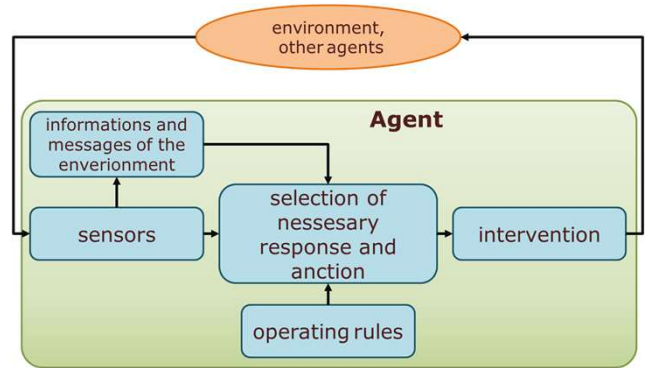 environment,
other agents
Agent
informations and
messages of the
enverionment
sensors
selection of
nessesary
response and
anction
intervention
operating rules